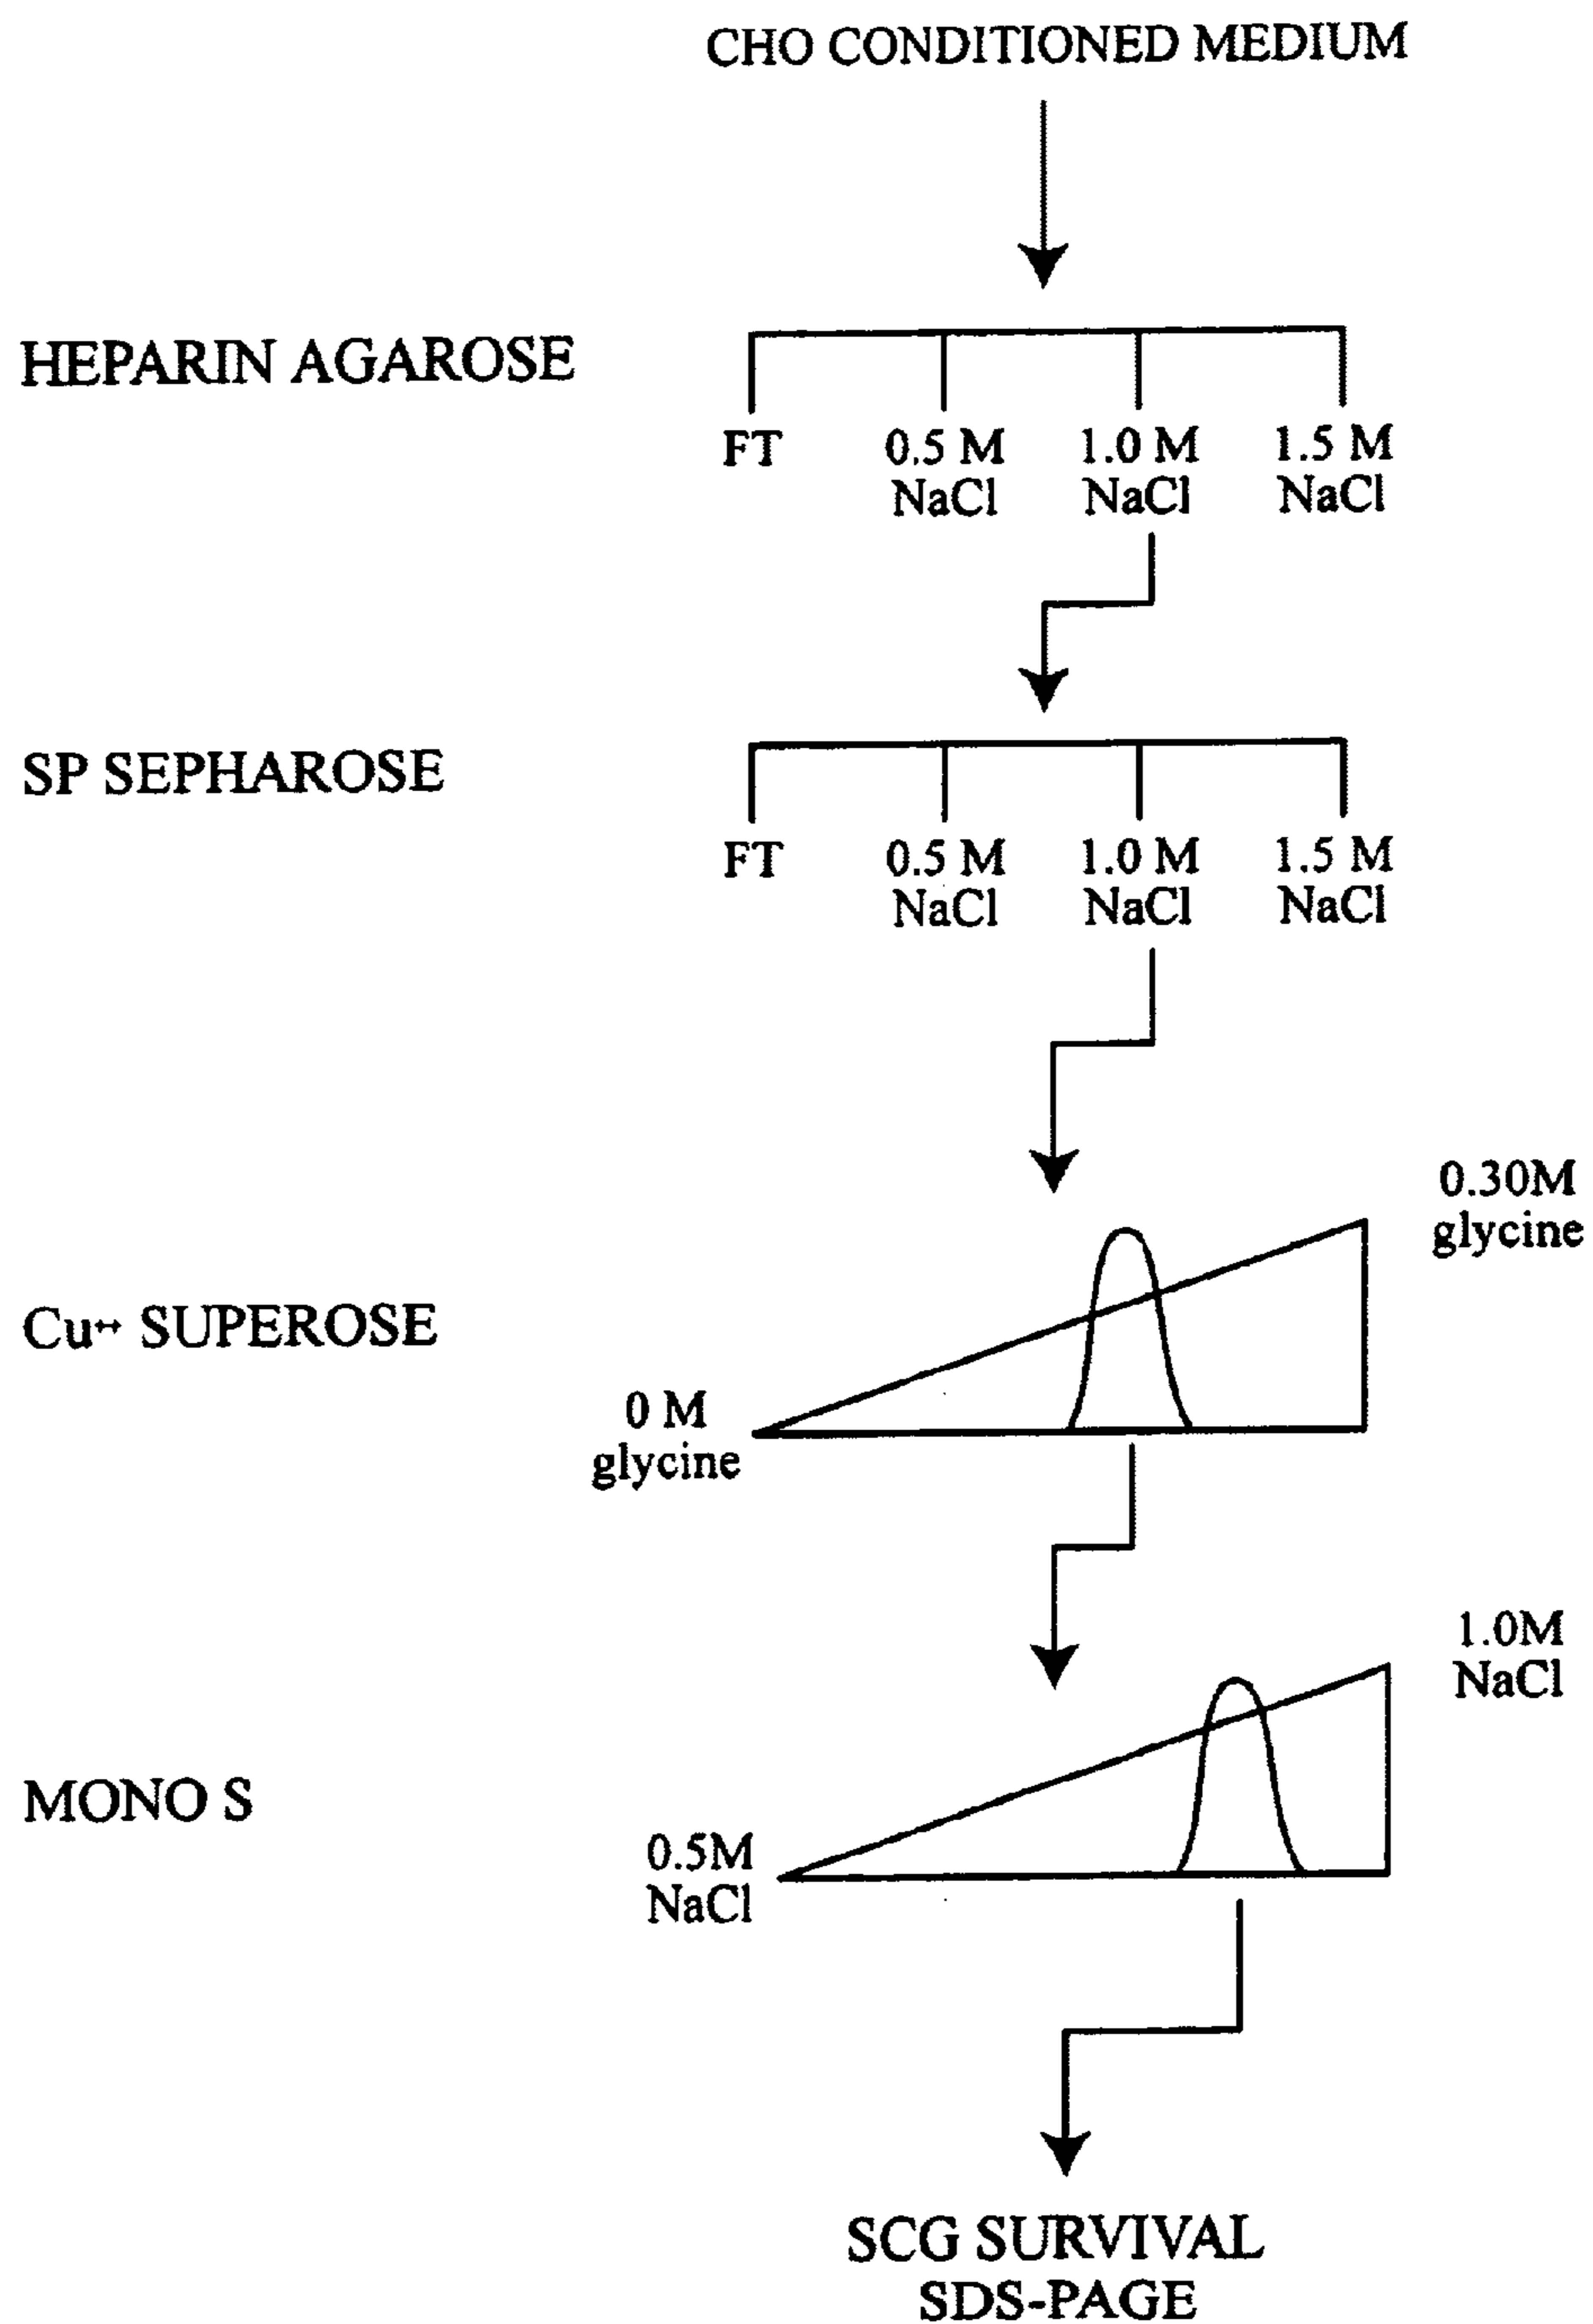 CHO CONDITIONED MEDIUM
HEPARIN AGAROSE
FT
0.5 M
NaCl
1.0 M
NaCl
1.5 M
NaCl
SP SEPHAROSE
FT
0.5 M
NaCl
1.0 M
NaCl
1.5 M
NaCl
0.30M
glycine
Cu++ SUPEROSE
0 M
glycine
1.0M
NaCl
MONO S
0.5M
NaCl
SCG SURVIVAL
SDS-PAGE